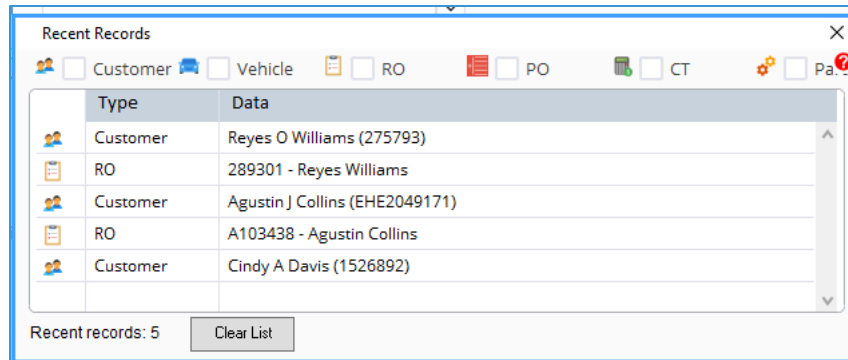 Recent Records
Customer Vehicle RO PO CT
Type Data
Customer Reyes O Williams (275793)
RO 289301 - Reyes Williams
Customer Agustin J Collins (EHE2049171)
RO A103438 - Agustin Collins
Customer Cindy A Davis (1526892)
Recent records: 5 Clear List